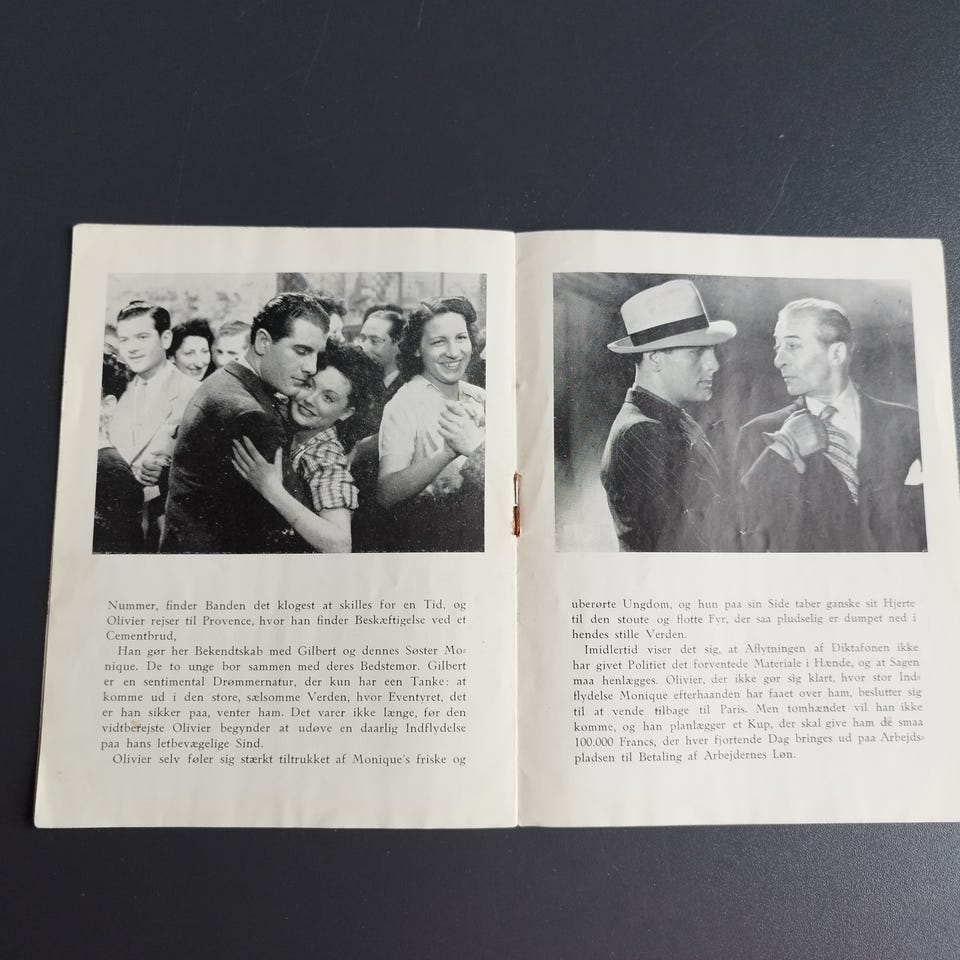 Nummer, finder Banden det klogest at skilles for en Tid, og
Olivier rejser til Provence, hvor han finder Beskæftigelse ved et
Cementbrud,
Han gør her Bekendtskab med Gilbert og dennes Søster Mo-
nique. De to unge bor sammen med deres Bedstemor. Gilbert
er en sentimental Drømmernatur, der kun har een Tanke: at
komme ud i den store, sælsomme Verden, hvor Eventyret, det
er han sikker paa, venter ham. Det varer ikke længe, før den
vidtberejste Olivier begynder at udøve en daarlig Indflydelse
paa hans letbevægelige Sind.
Olivier selv føler sig stærkt tiltrukket af Monique's friske og
uberørte Ungdom, og hun paa sin Side taber ganske sit Hjerte
til den stoute og flotte Fyr, der saa pludselig er dumpet ned i
hendes stille Verden.
Imidlertid viser det sig, at Aflytningen af Diktafonen ikke
har givet Politiet det forventede Materiale i Hænde, og at Sagen
maa henlægges. Olivier, der ikke gør sig klart, hvor stor Ind-
flydelse Monique efterhaanden har faaet over ham, beslutter sig
til at vende tilbage til Paris. Men tomhændet vil han ikke
komme, og han planlægger et Kup, der skal give ham de smaa
100.000 Francs, der hver fjortende Dag bringes ud paa Arbejds-
pladsen til Betaling af Arbejdernes Løn.